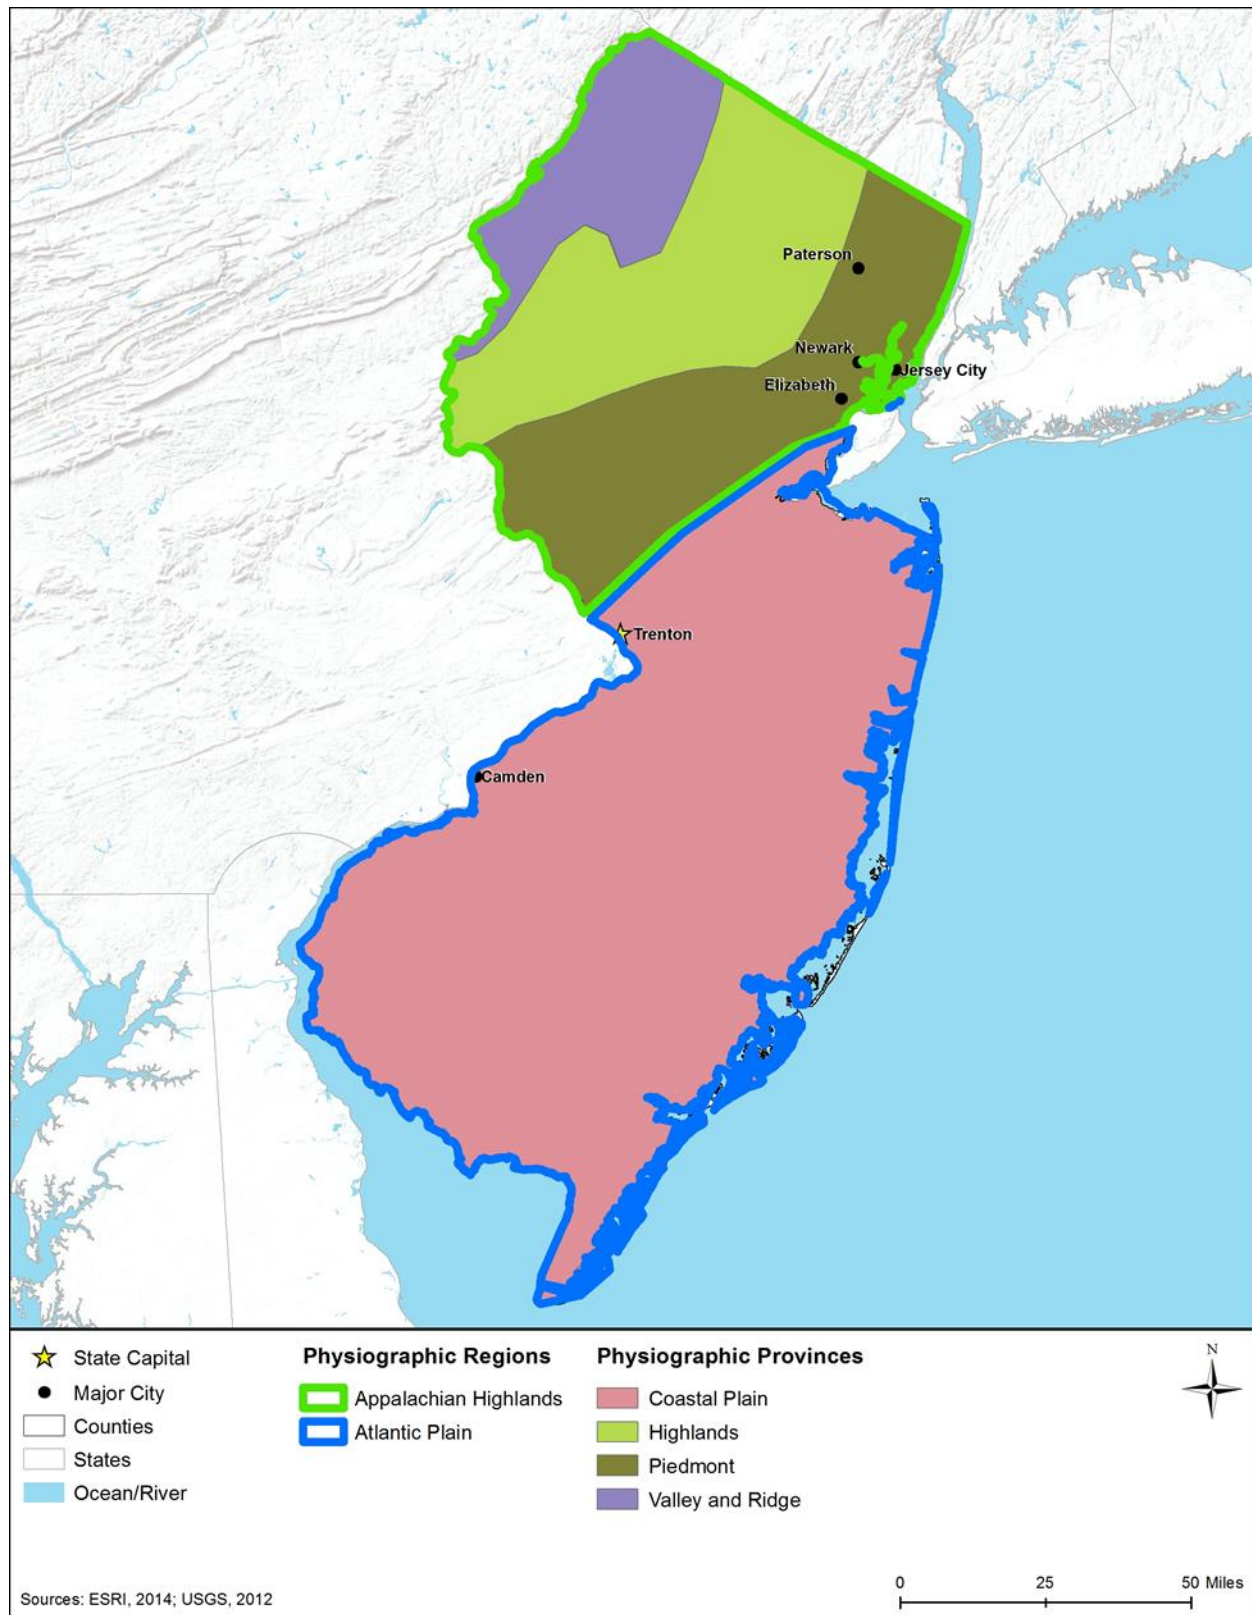 Paterson
Newark
Jersey City
Elizabeth
Trenton
Camden
State Capital
Major City
Counties
States
Ocean/River
Physiographic Regions
Appalachian Highlands
Atlantic Plain
Physiographic Provinces
Coastal Plain
Highlands
Piedmont
Valley and Ridge
N
0 25 50 Miles
Sources: ESRI, 2014; USGS, 2012